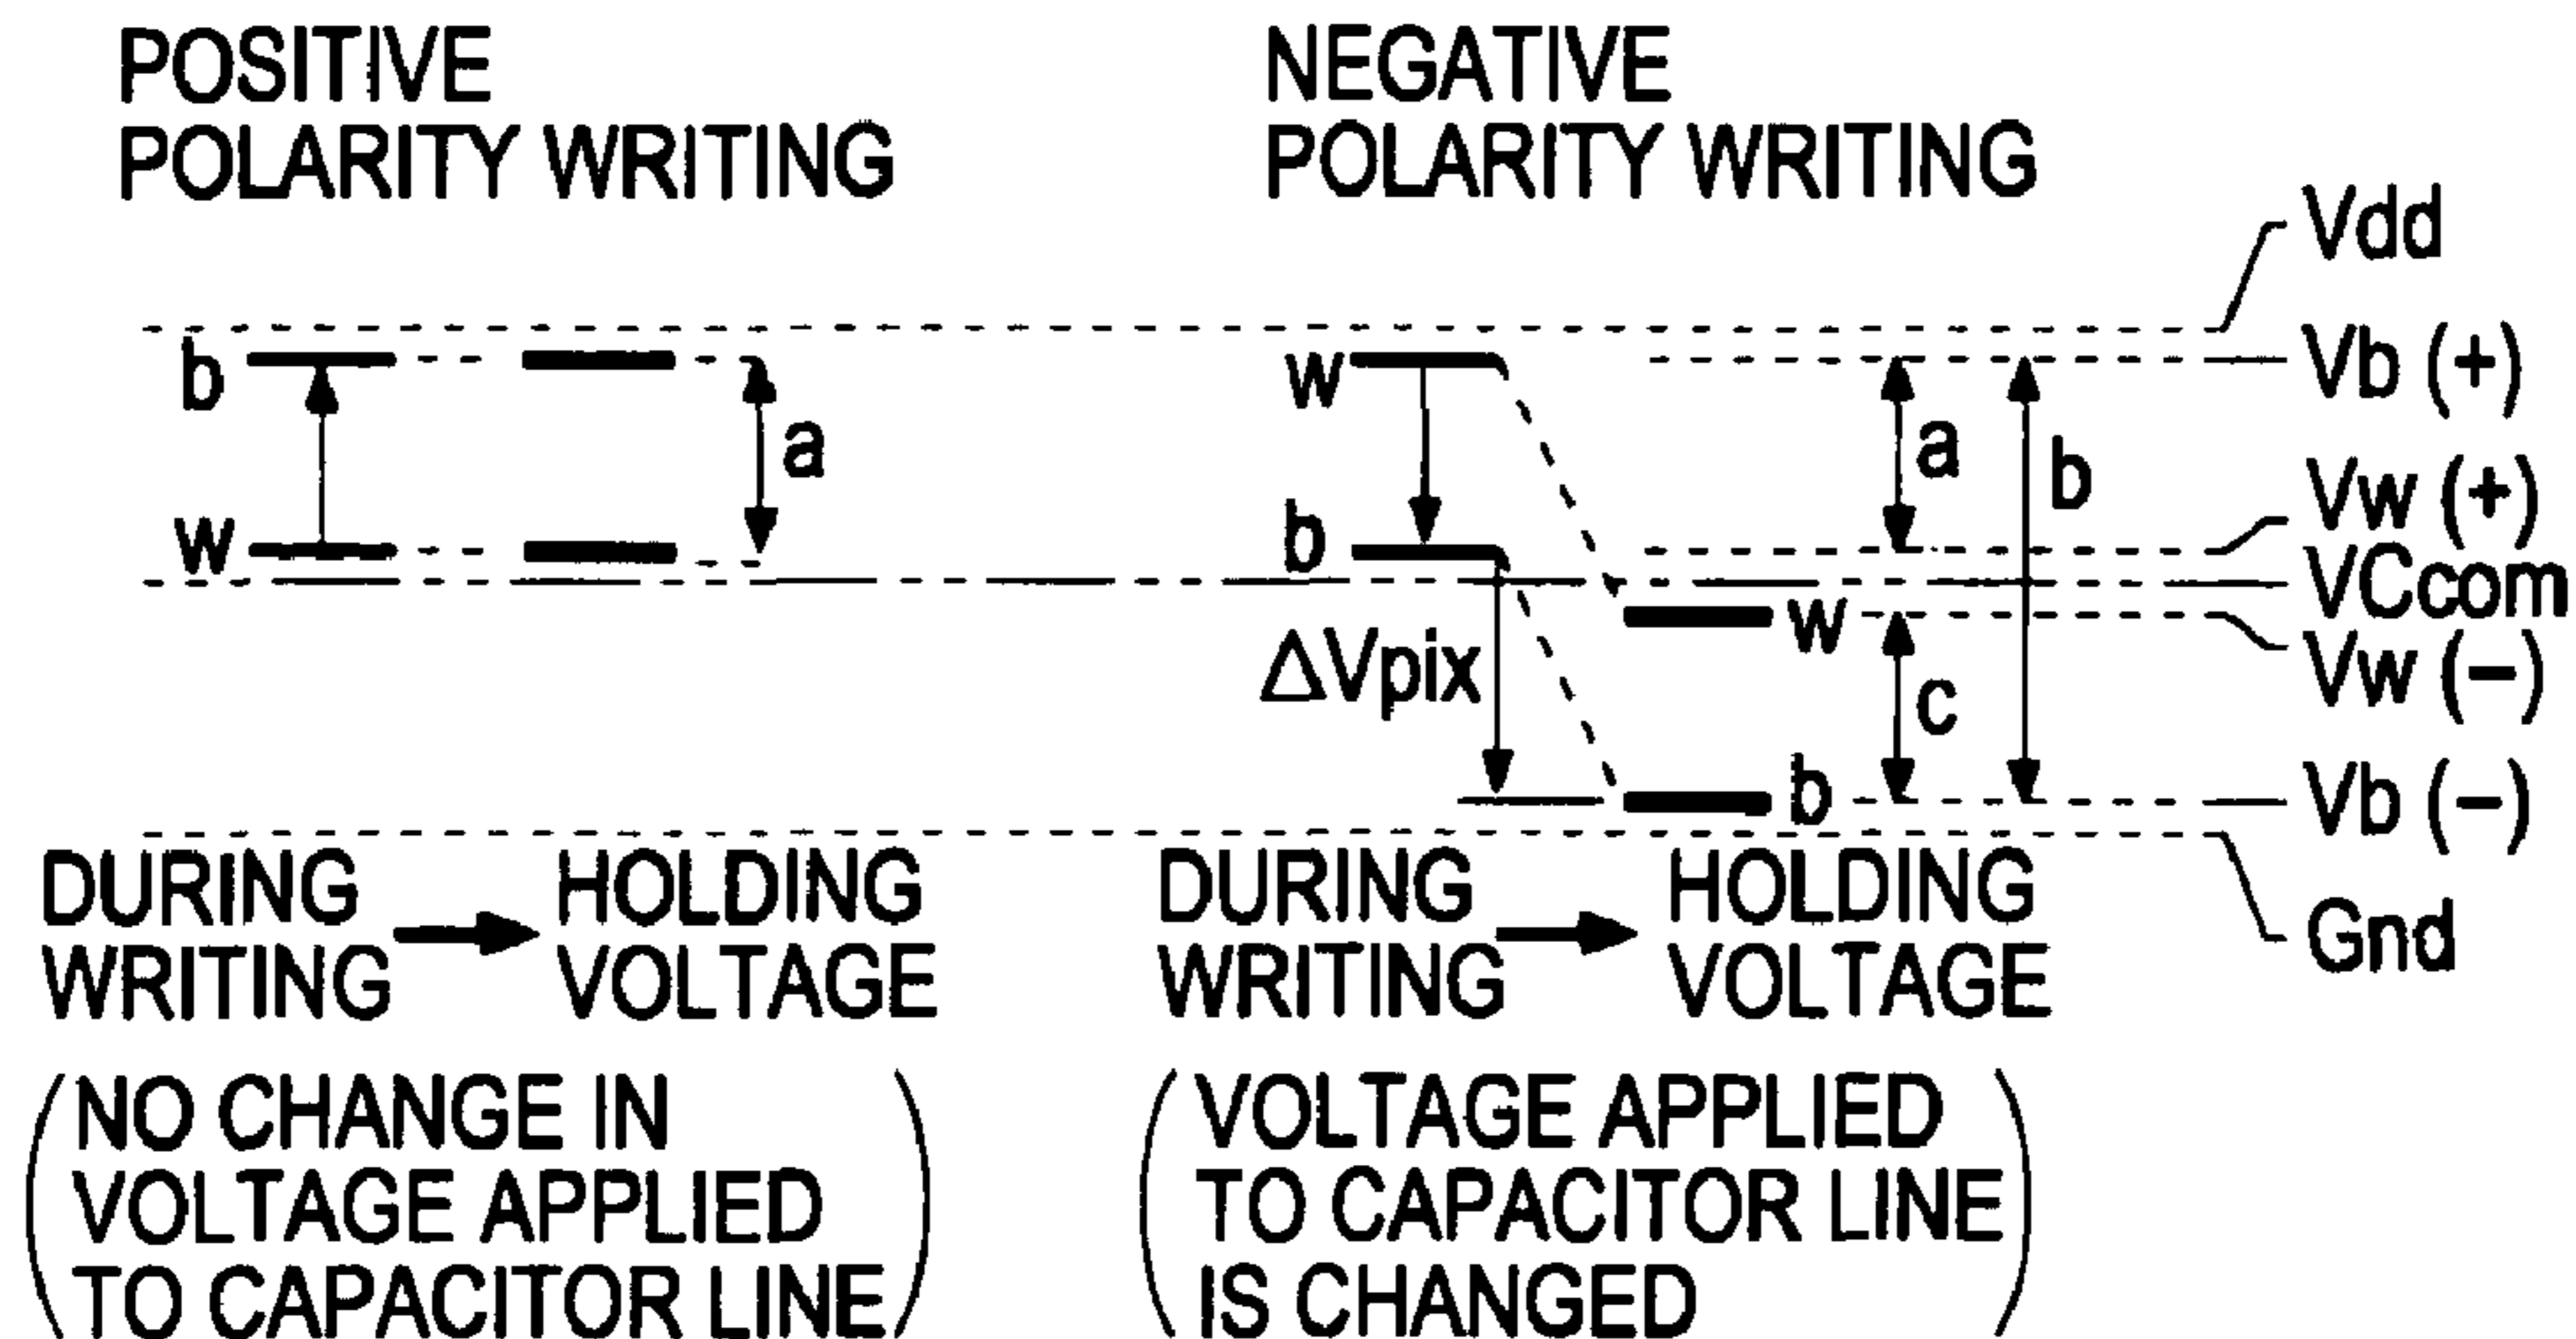 POSITIVE
POLARITY WRITING
NEGATIVE
POLARITY WRITING
Vdd
b
w
a
w
b
ΔVpix
w
b
a
b
c
Vb (+)
Vw (+)
VCcom
Vw (−)
Vb (−)
Gnd
DURING
WRITING
HOLDING
VOLTAGE
DURING
WRITING
HOLDING
VOLTAGE
(NO CHANGE IN
VOLTAGE APPLIED
TO CAPACITOR LINE)
(VOLTAGE APPLIED
TO CAPACITOR LINE
IS CHANGED)